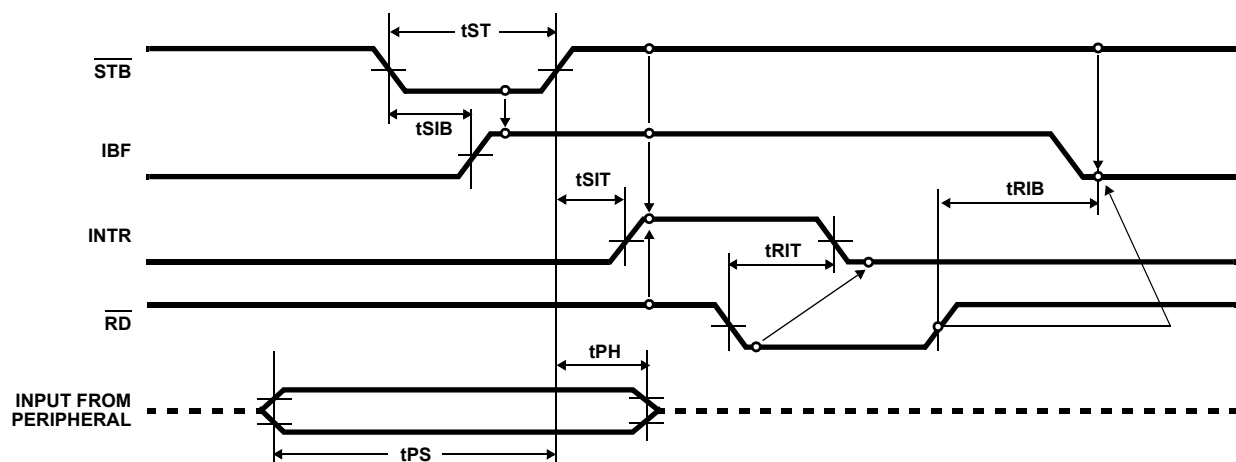 tST
STB
tSIB
IBF
tSIT
tRIB
INTR
tRIT
RD
tPH
INPUT FROM
PERIPHERAL
tPS